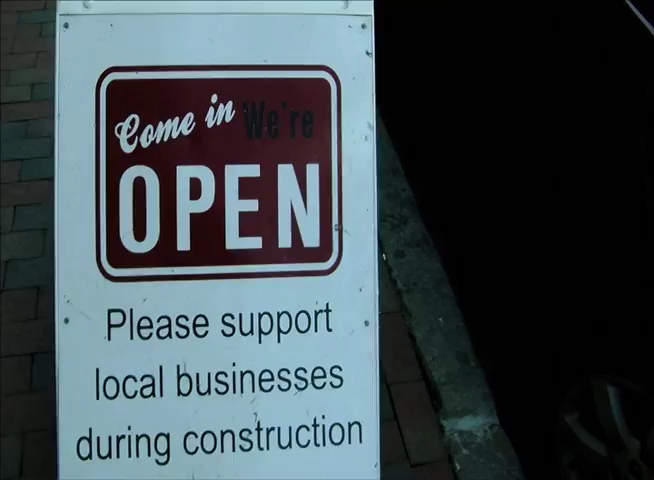 Come in We're
OPEN
Please support
local businesses
during construction